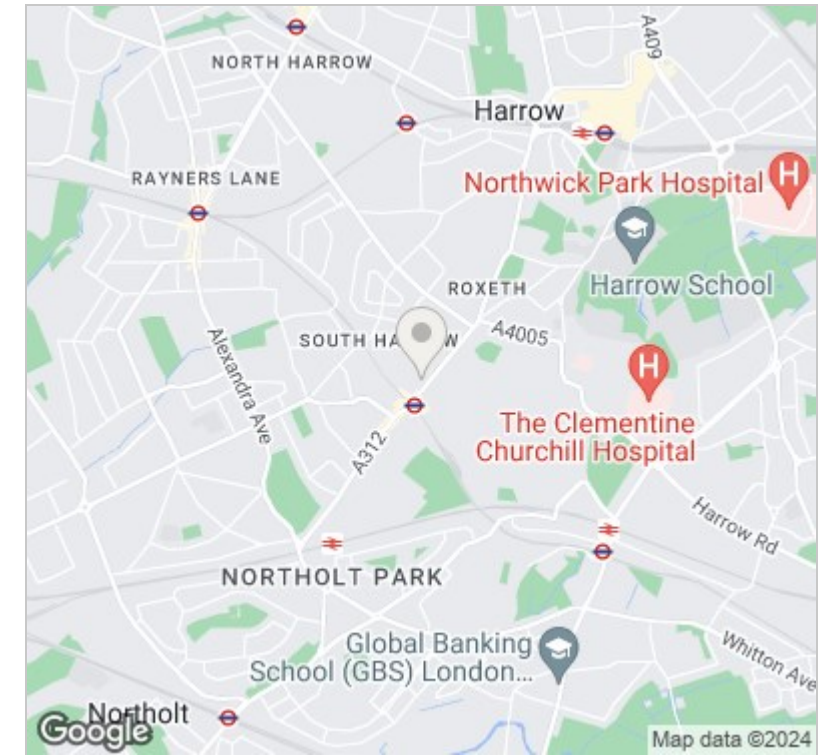 NORTH HARROW
A409
Harrow
RAYNERS LANE
Northwick Park Hospital
H
Harrow School
ROXETH
SOUTH HA W
A4005
Alexandra Ave
H
The Clementine
Churchill Hospital
A312
Harrow Rd
NORTHOLT PARK
Global Banking
School (GBS) London...
Whitton Ave
Northolt
Google
Map data ©2024